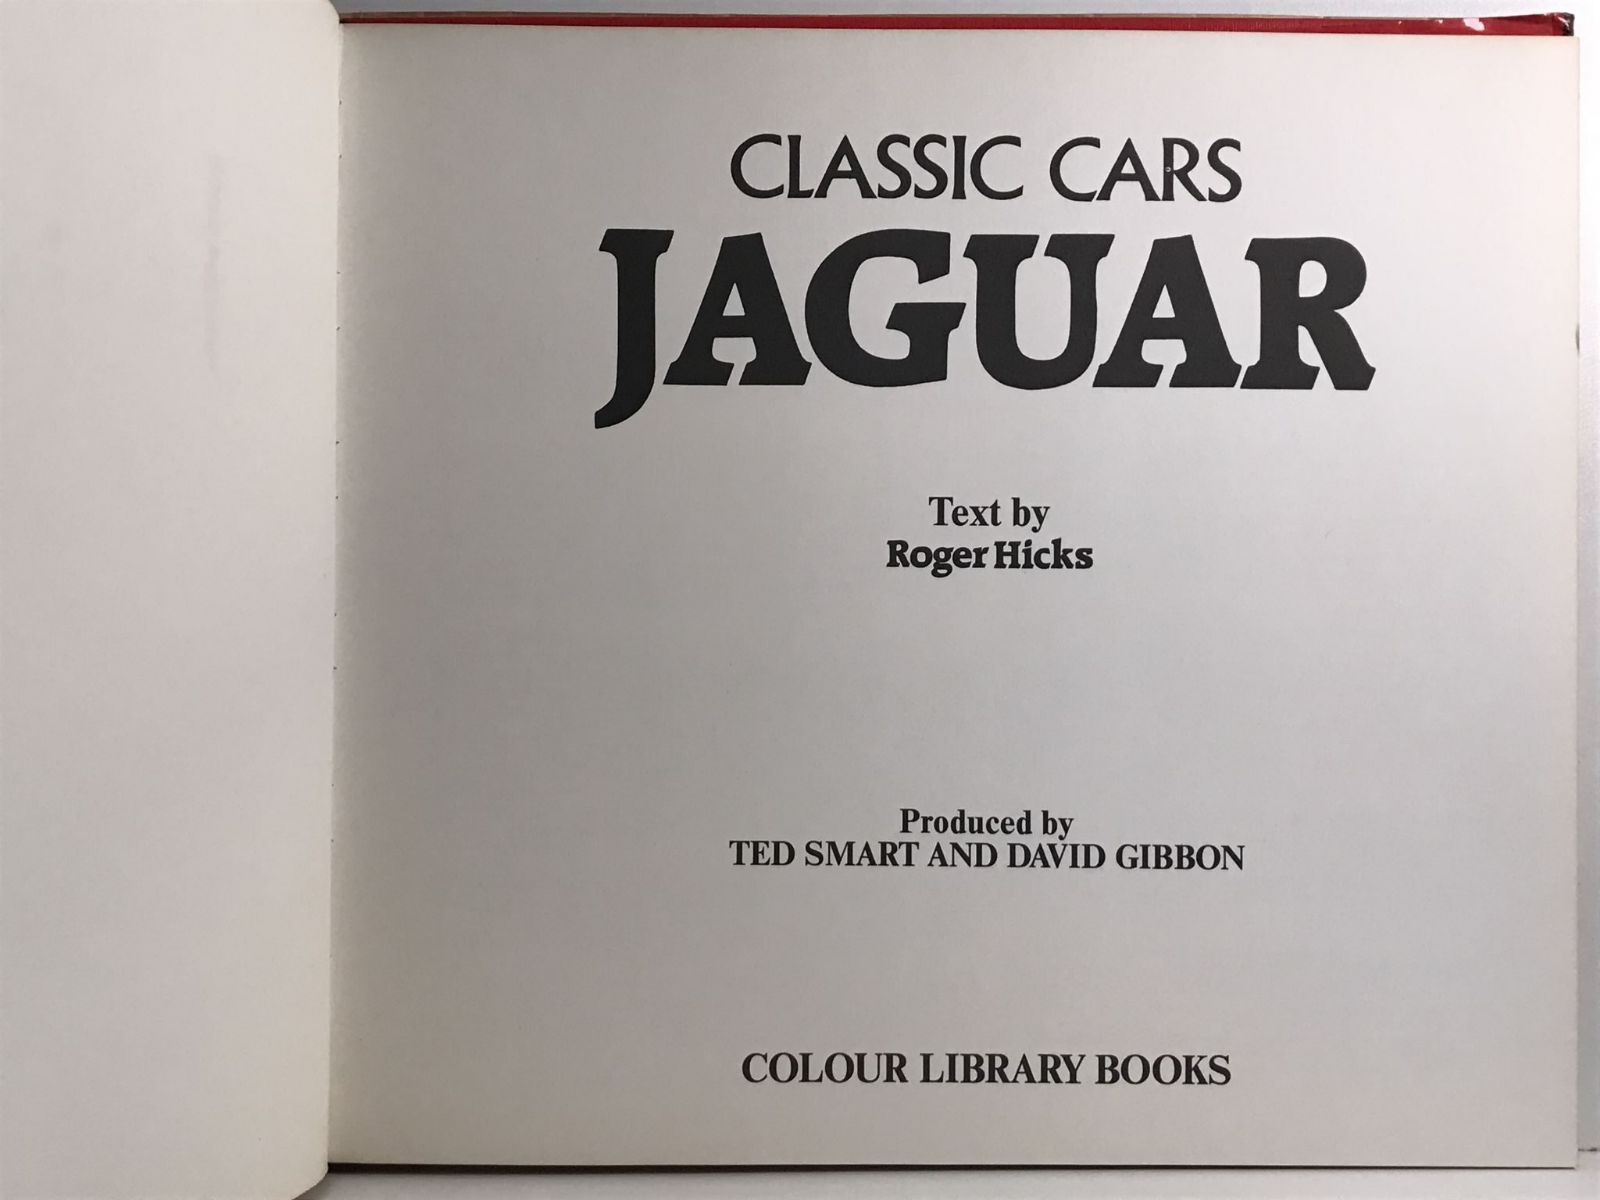 CLASSIC CARS
JAGUAR
Text by
Roger Hicks
Produced by
TED SMART AND DAVID GIBBON
COLOUR LIBRARY BOOKS